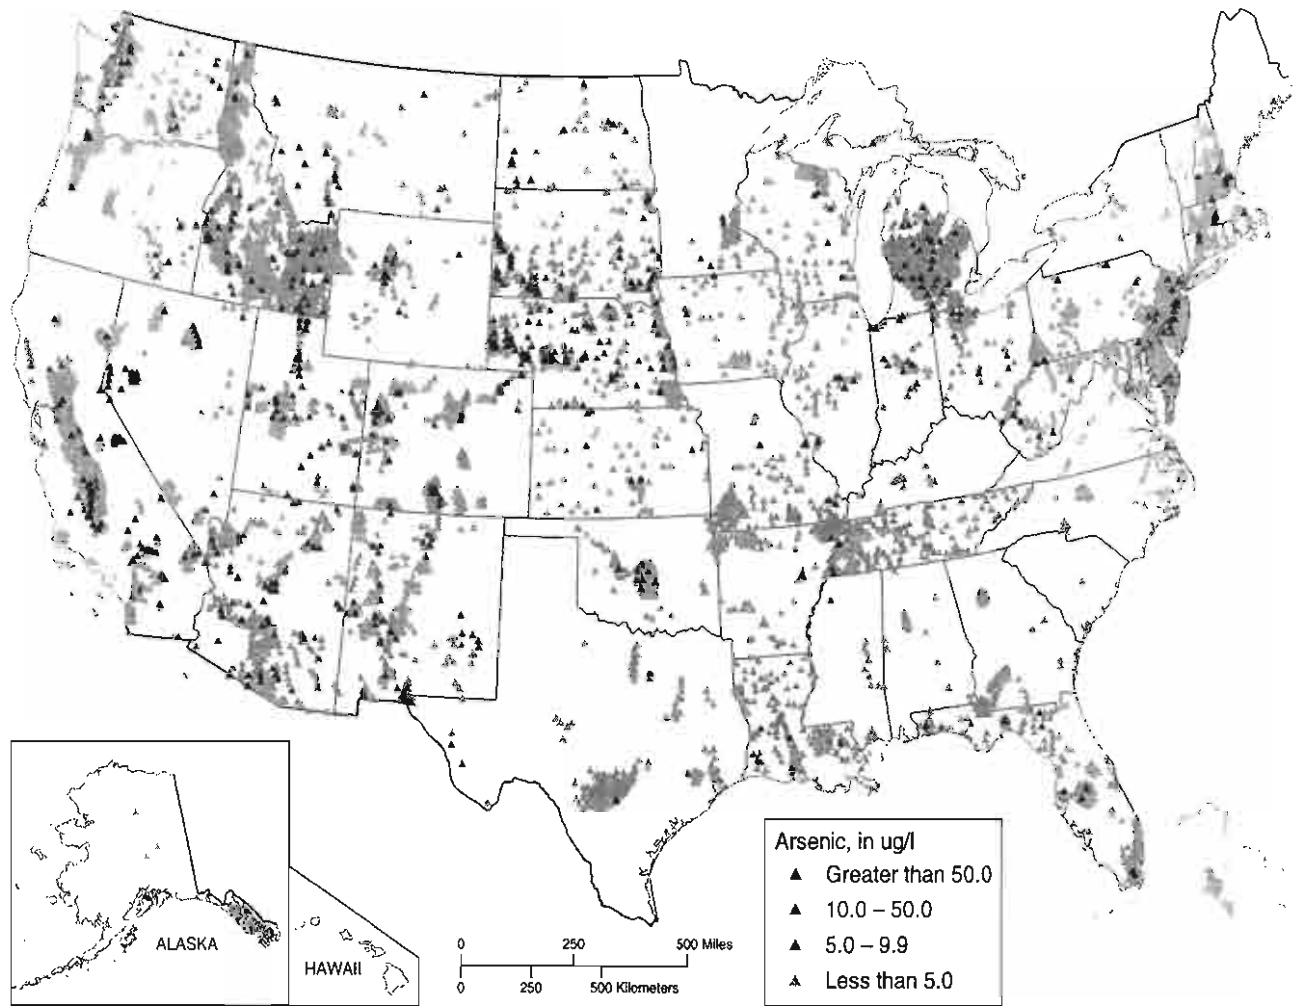 Arsenic, in ug/l
Greater than 50.0
10.0 – 50.0
5.0 – 9.9
Less than 5.0
ALASKA
HAWAII
0 250 500 Miles
0 250 500 Kilometers